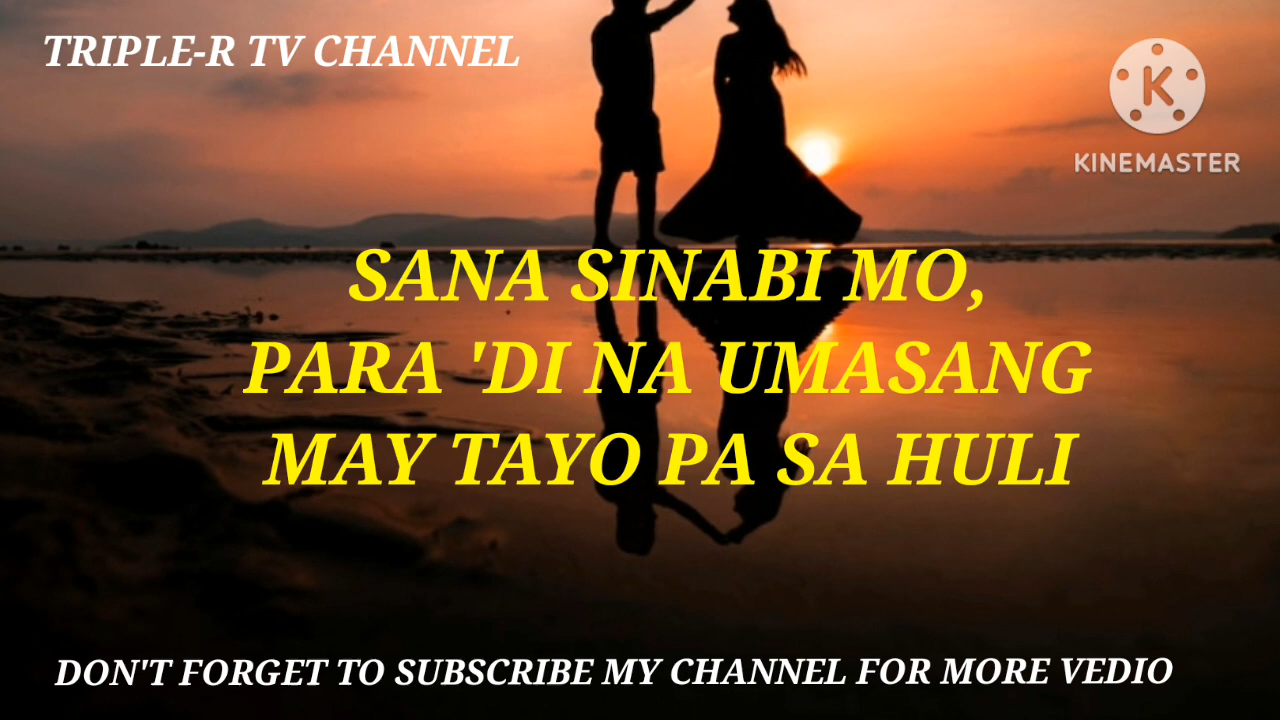 TRIPLE-R TV CHANNEL
K
KINEMASTER
SANA SINABI MO,
PARA 'DI NA UMASANG
MAY TAYO PA SA HULI
DON'T FORGET TO SUBSCRIBE MY CHANNEL FOR MORE VEDIO